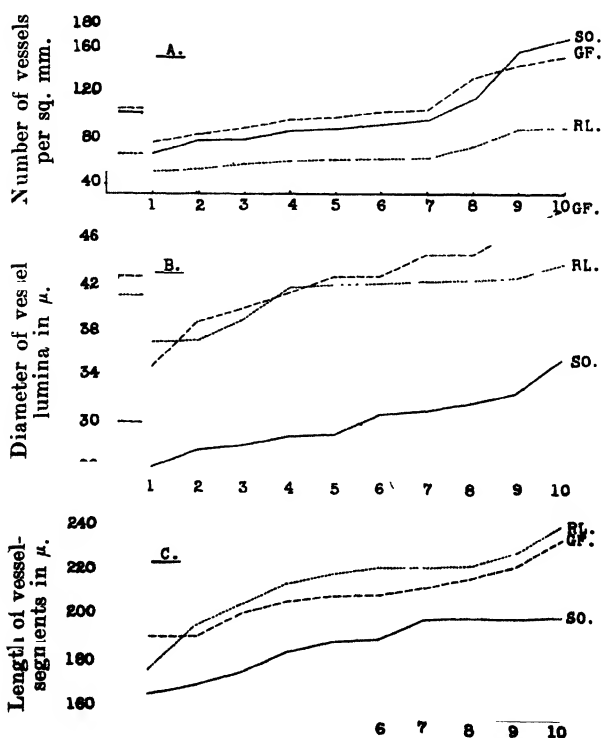 Number of vessels
per sq. mm.
180
160
120
80
40
A.
SO.
GF.
RL.
1 2 3 4 5 6 7 8 9 10
Diameter of vessel
lumina in μ.
46
42
38
34
30
B.
GF.
RL.
SO.
1 2 3 4 5 6 7 8 9 10
Length of vessel-
segments in μ.
240
220
200
180
160
C.
RL.
GF.
SO.
6 7 8 9 10